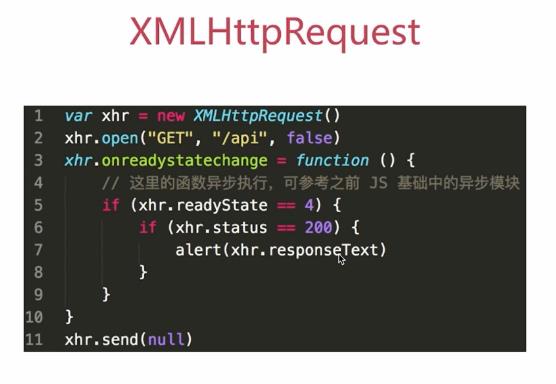 XMLHttpRequest
1 var xhr = new XMLHttpRequest()
2 xhr.open("GET", "/api", false)
3 xhr.onreadystatechange = function () {
4 // 这里的函数异步执行，可参考之前 JS 基础中的异步模块
5 if (xhr.readyState == 4) {
6 if (xhr.status == 200) {
7 alert(xhr.responseText)
8 }
9 }
10 }
11 xhr.send(null)